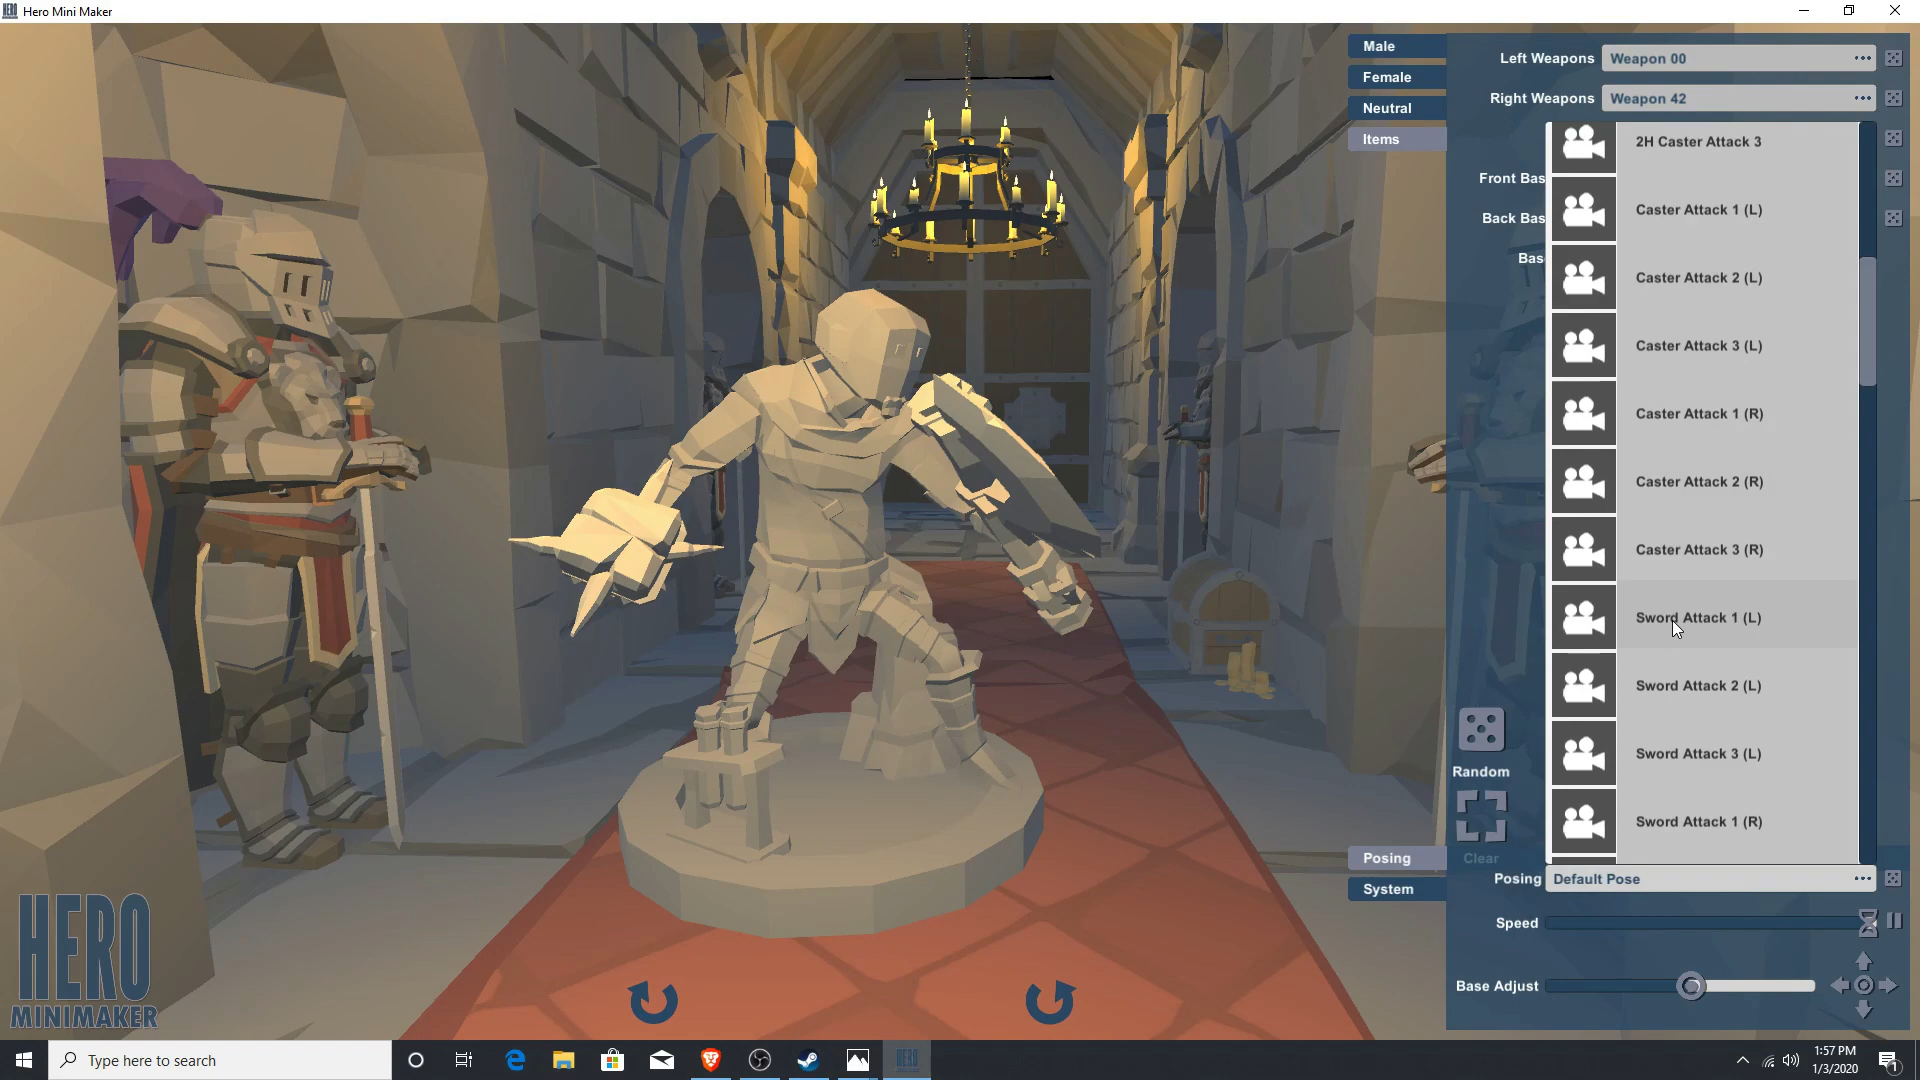 Hero Mini Maker
Male
Female
Neutral
Items
Left Weapons
Weapon 00
Right Weapons
Weapon 42
Front Bas
Back Bas
Bas
2H Caster Attack 3
Caster Attack 1 (L)
Caster Attack 2 (L)
Caster Attack 3 (L)
Caster Attack 1 (R)
Caster Attack 2 (R)
Caster Attack 3 (R)
Sword Attack 1 (L)
Sword Attack 2 (L)
Sword Attack 3 (L)
Sword Attack 1 (R)
Random
Clear
Posing
System
Posing
Default Pose
Speed
Base Adjust
HERO
MINIMAKER
Type here to search
HERO
1:57 PM
1/3/2020
1